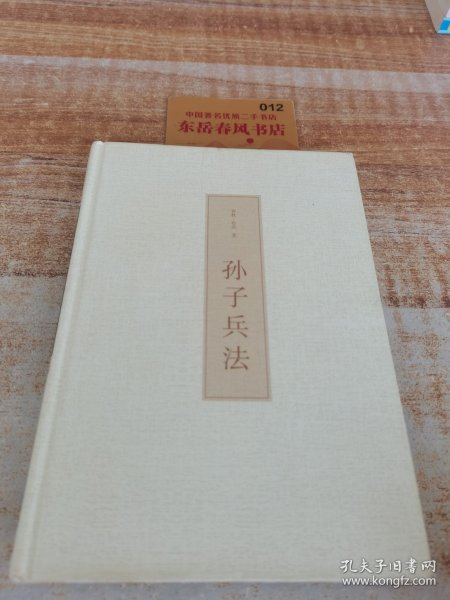 012
中国著名优质二手书店
东岳春风书店
孙子兵法
孔夫子旧书网
www.kongfz.com